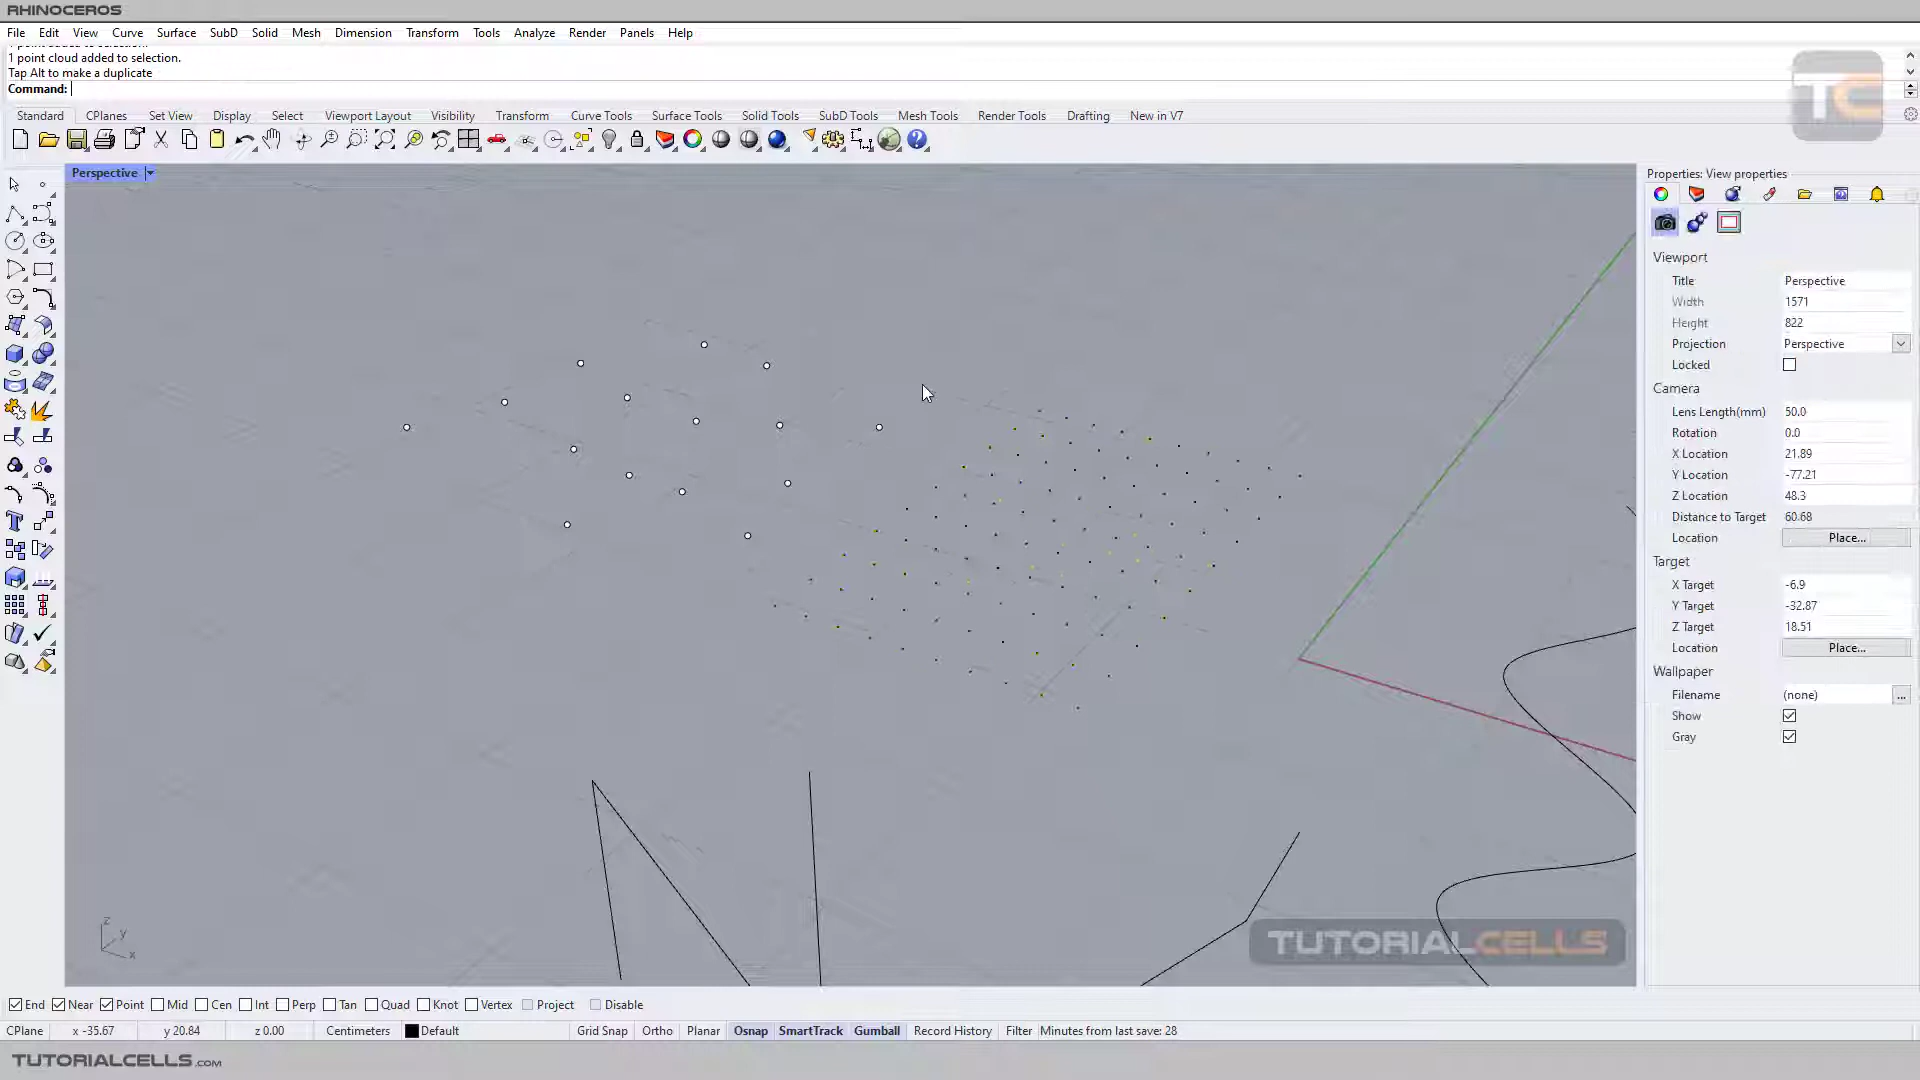 RHINOCEROS
File Edit View Curve Surface SubD Solid Mesh Dimension Transform Tools Analyze Render Panels Help
1 point cloud added to selection.
Tap Alt to make a duplicate
Command:
Standard CPlanes Set View Display Select Viewport Layout Visibility Transform Curve Tools Surface Tools Solid Tools SubD Tools Mesh Tools Render Tools Drafting New in V7
TC
Perspective
Properties: View properties
Viewport
Title Perspective
Width 1571
Height 822
Projection Perspective
Locked
Camera
Lens Length(mm) 50.0
Rotation 0.0
X Location 21.89
Y Location -77.21
Z Location 48.3
Distance to Target 60.68
Location Place...
Target
X Target -6.9
Y Target -32.87
Z Target 18.51
Location Place...
Wallpaper
Filename (none) ...
Show
Gray
z
y
x
TUTORIALCELLS
End Near Point Mid Cen Int Perp Tan Quad Knot Vertex Project Disable
CPlane x -35.67 y 20.84 z 0.00 Centimeters Default Grid Snap Ortho Planar Osnap SmartTrack Gumball Record History Filter Minutes from last save: 28
TUTORIALCELLS.COM